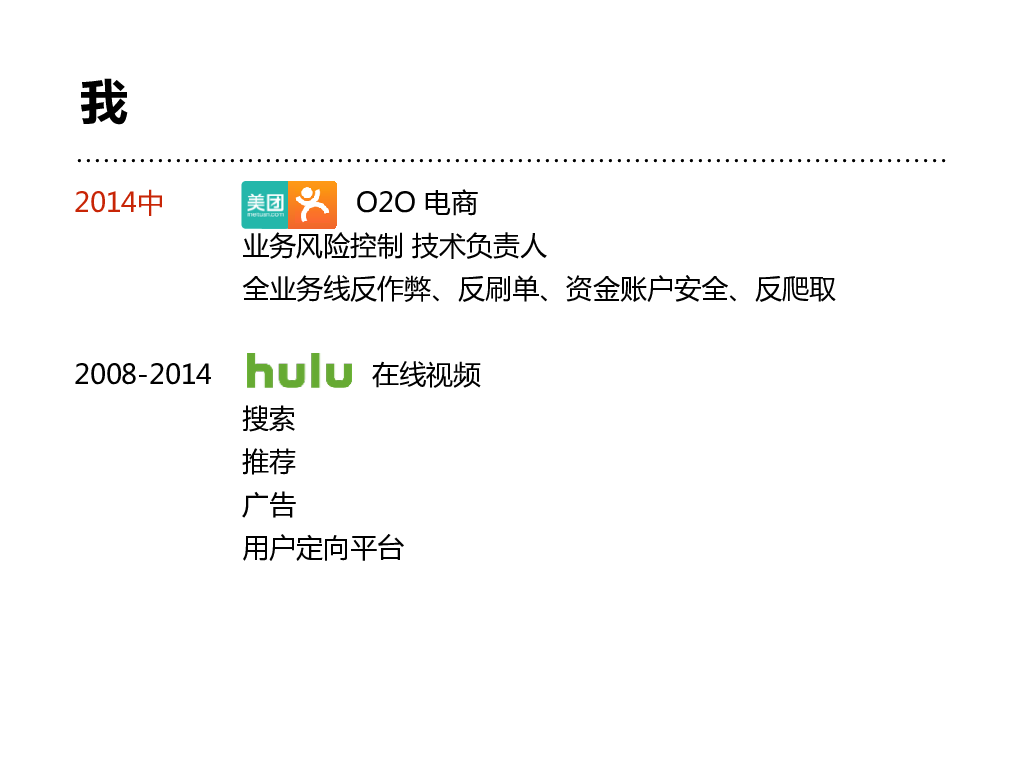 我
2014中 美团 meituan.com O2O 电商
业务风险控制 技术负责人
全业务线反作弊、反刷单、资金账户安全、反爬取
2008-2014 hulu 在线视频
搜索
推荐
广告
用户定向平台